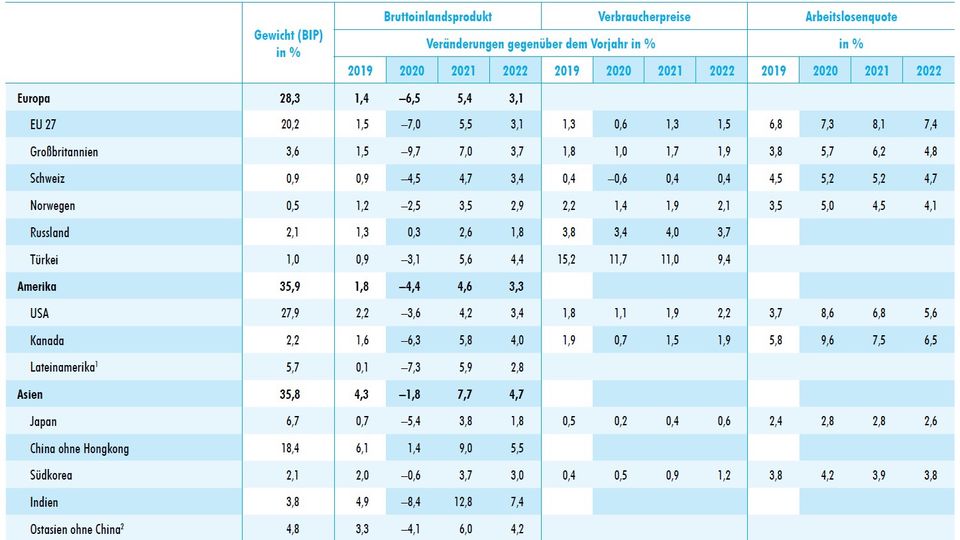 Gewicht (BIP) in % Bruttoinlandsprodukt Verbraucherpreise Arbeitslosenquote
Veränderungen gegenüber dem Vorjahr in % in %
2019 2020 2021 2022 2019 2020 2021 2022 2019 2020 2021 2022
Europa 28,3 1,4 –6,5 5,4 3,1
EU 27 20,2 1,5 –7,0 5,5 3,1 1,3 0,6 1,3 1,5 6,8 7,3 8,1 7,4
Großbritannien 3,6 1,5 –9,7 7,0 3,7 1,8 1,0 1,7 1,9 3,8 5,7 6,2 4,8
Schweiz 0,9 0,9 –4,5 4,7 3,4 0,4 –0,6 0,4 0,4 4,5 5,2 5,2 4,7
Norwegen 0,5 1,2 –2,5 3,5 2,9 2,2 1,4 1,9 2,1 3,5 5,0 4,5 4,1
Russland 2,1 1,3 0,3 2,6 1,8 3,8 3,4 4,0 3,7
Türkei 1,0 0,9 –3,1 5,6 4,4 15,2 11,7 11,0 9,4
Amerika 35,9 1,8 –4,4 4,6 3,3
USA 27,9 2,2 –3,6 4,2 3,4 1,8 1,1 1,9 2,2 3,7 8,6 6,8 5,6
Kanada 2,2 1,6 –6,3 5,8 4,0 1,9 0,7 1,5 1,9 5,8 9,6 7,5 6,5
Lateinamerika¹ 5,7 0,1 –7,3 5,9 2,8
Asien 35,8 4,3 –1,8 7,7 4,7
Japan 6,7 0,7 –5,4 3,8 1,8 0,5 0,2 0,4 0,6 2,4 2,8 2,8 2,6
China ohne Hongkong 18,4 6,1 1,4 9,0 5,5
Südkorea 2,1 2,0 –0,6 3,7 3,0 0,4 0,5 0,9 1,2 3,8 4,2 3,9 3,8
Indien 3,8 4,9 –8,4 12,8 7,4
Ostasien ohne China² 4,8 3,3 –4,1 6,0 4,2